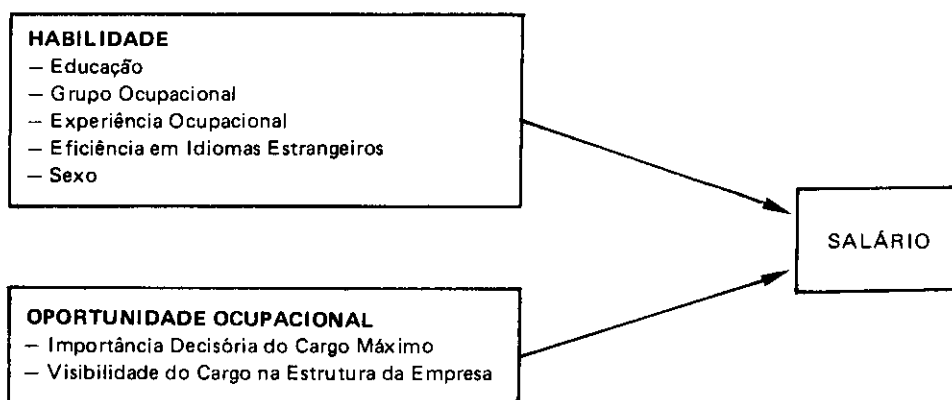 HABILIDADE
— Educação
— Grupo Ocupacional
— Experiência Ocupacional
— Eficiência em Idiomas Estrangeiros
— Sexo
SALÁRIO
OPORTUNIDADE OCUPACIONAL
— Importância Decisória do Cargo Máximo
— Visibilidade do Cargo na Estrutura da Empresa